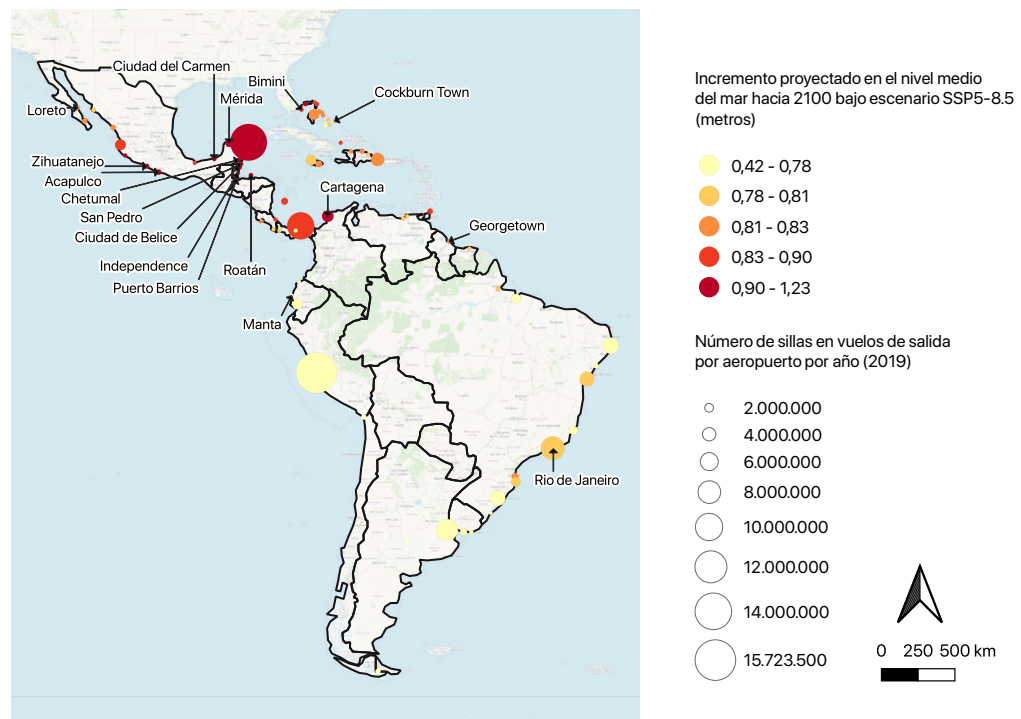 Ciudad del Carmen
Bimini
Mérida
Cockburn Town
Loreto
Zihuatanejo
Acapulco
Chetumal
San Pedro
Ciudad de Belice
Independence
Puerto Barrios
Roatán
Cartagena
Georgetown
Manta
Rio de Janeiro
Incremento proyectado en el nivel medio
del mar hacia 2100 bajo escenario SSP5-8.5
(metros)
0,42 - 0,78
0,78 - 0,81
0,81 - 0,83
0,83 - 0,90
0,90 - 1,23
Número de sillas en vuelos de salida
por aeropuerto por año (2019)
2.000.000
4.000.000
6.000.000
8.000.000
10.000.000
12.000.000
14.000.000
15.723.500
0 250 500 km